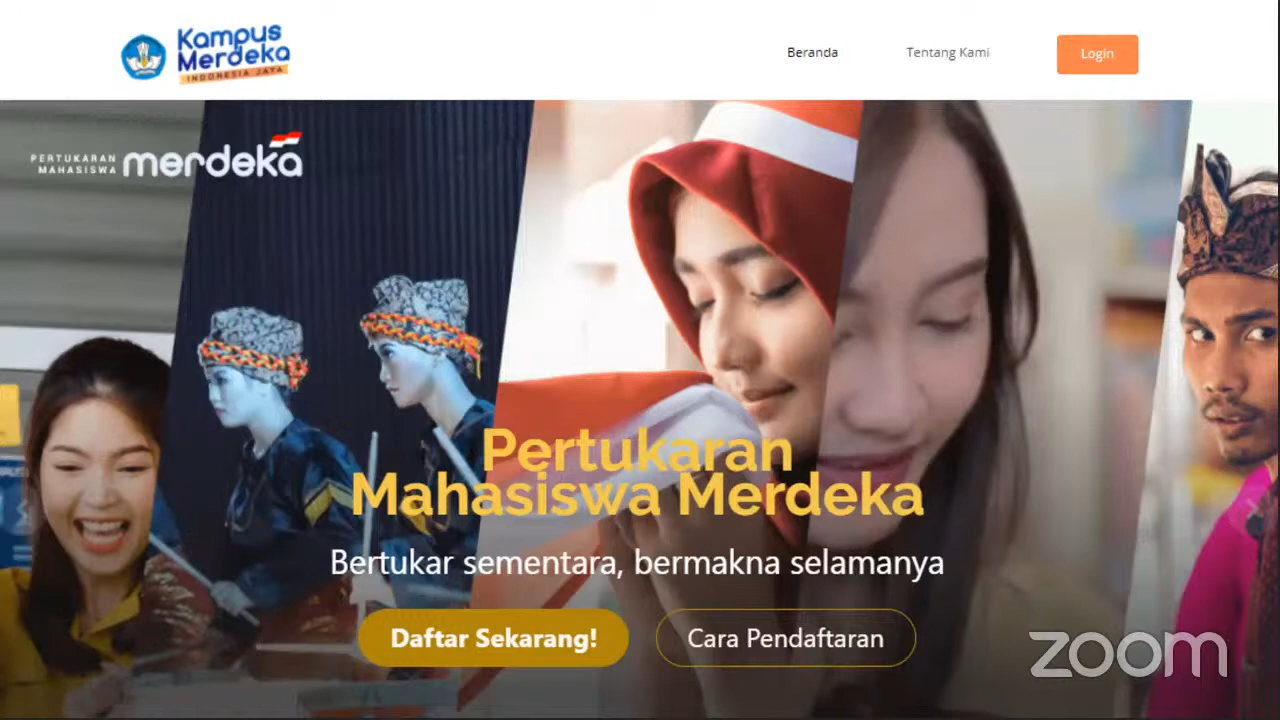 Kampus
Merdeka
INDONESIA JAYA
Beranda
Tentang Kami
Login
PERTUKARAN
MAHASISWA
merdeka
Pertukaran
Mahasiswa Merdeka
Bertukar sementara, bermakna selamanya
Daftar Sekarang!
Cara Pendaftaran
zoom